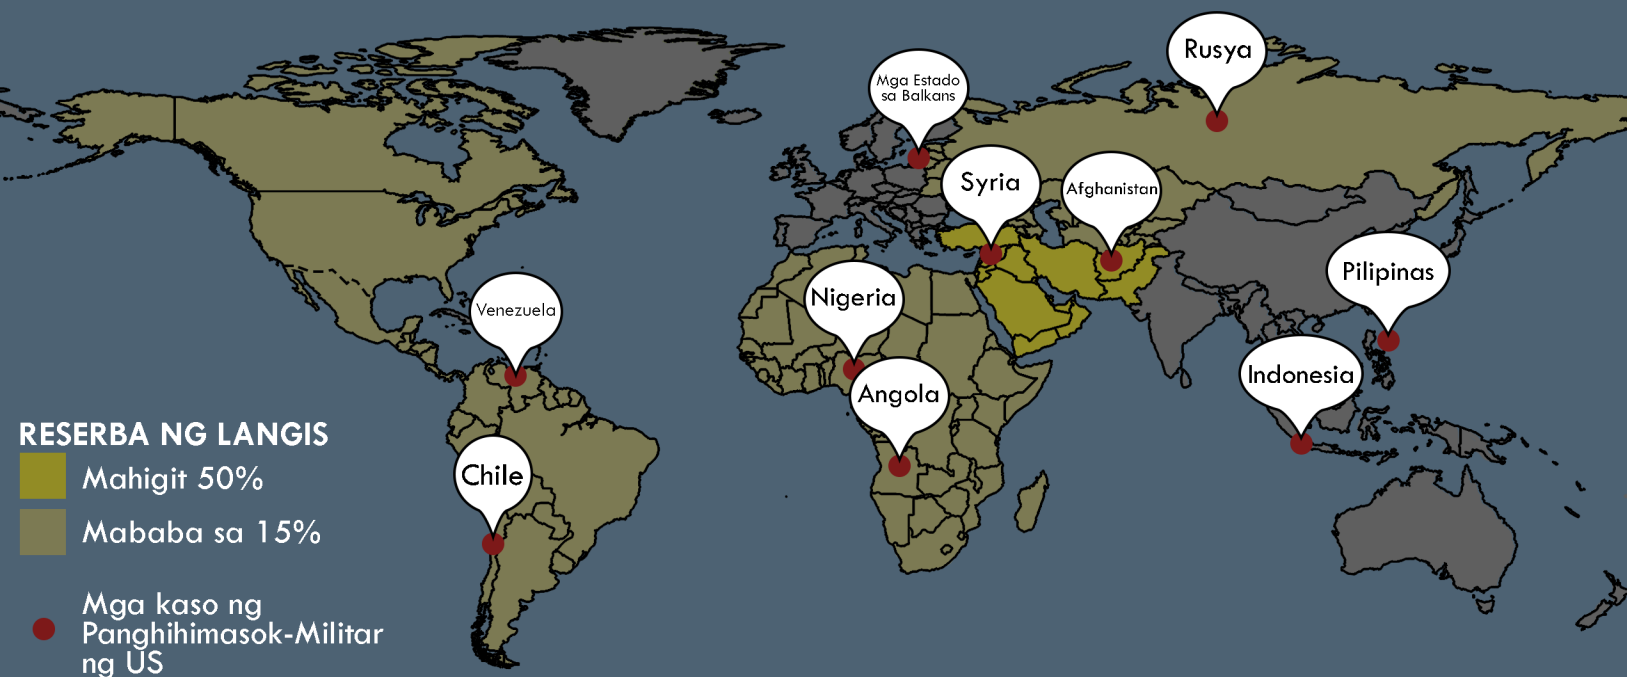 Rusya
Mga Estado
sa Balkans
Syria
Afghanistan
Pilipinas
Nigeria
Venezuela
Indonesia
Angola
Chile
RESERBA NG LANGIS
Mahigit 50%
Mababa sa 15%
Mga kaso ng
Panghihimasok-Militar
ng US